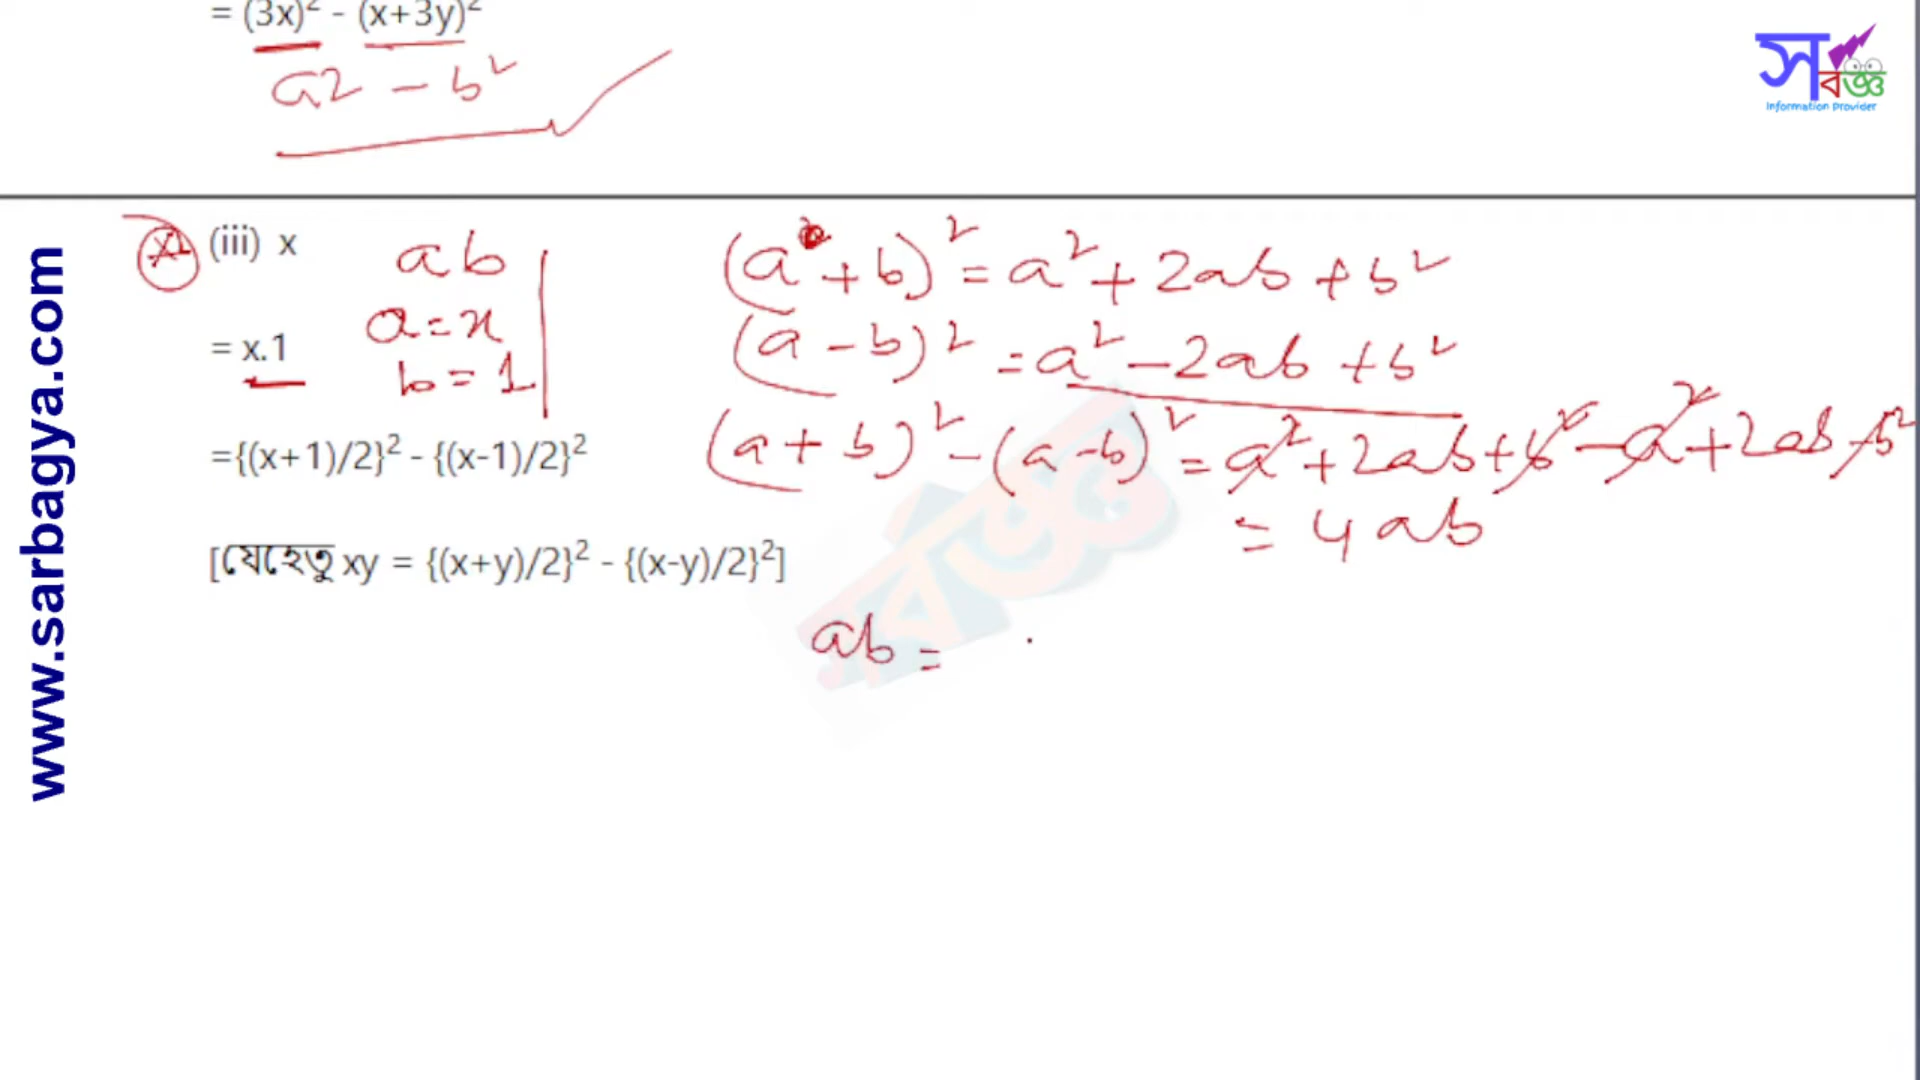 = (3x)² - (x+3y)²
a2 - b²
সবজ্ঞ
Information Provider
www.sarbagya.com
(iii) x
ab
= x.1
a = x
b = 1
={(x+1)/2}² - {(x-1)/2}²
[যেহেতু xy = {(x+y)/2}² - {(x-y)/2}²]
(a + b)² = a² + 2ab + b²
(a - b)² = a² - 2ab + b²
(a + b)² - (a - b)² = a² + 2ab + b² - a² + 2ab - b²
= 4ab
ab =